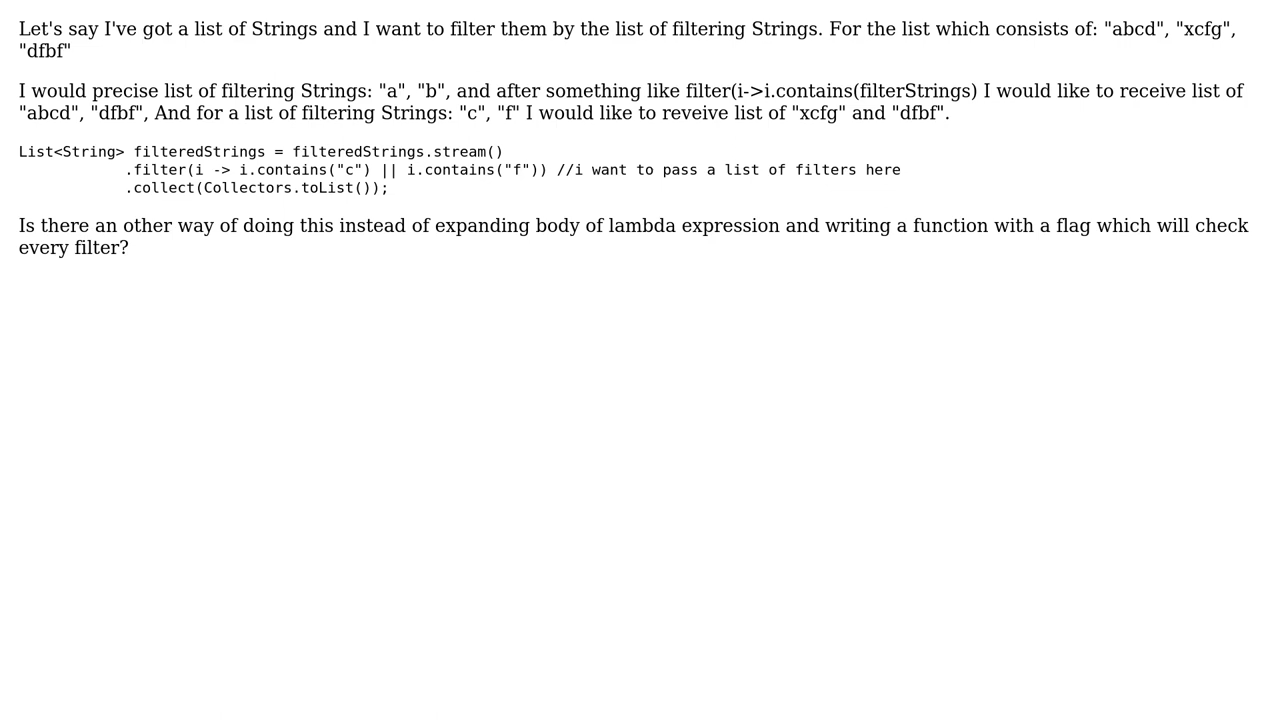 Let's say I've got a list of Strings and I want to filter them by the list of filtering Strings. For the list which consists of: "abcd", "xcfg",
"dfbf"
I would precise list of filtering Strings: "a", "b", and after something like filter(i->i.contains(filterStrings) I would like to receive list of
"abcd", "dfbf", And for a list of filtering Strings: "c", "f" I would like to reveive list of "xcfg" and "dfbf".
List<String> filteredStrings = filteredStrings.stream()
            .filter(i -> i.contains("c") || i.contains("f")) //i want to pass a list of filters here
            .collect(Collectors.toList());
Is there an other way of doing this instead of expanding body of lambda expression and writing a function with a flag which will check
every filter?